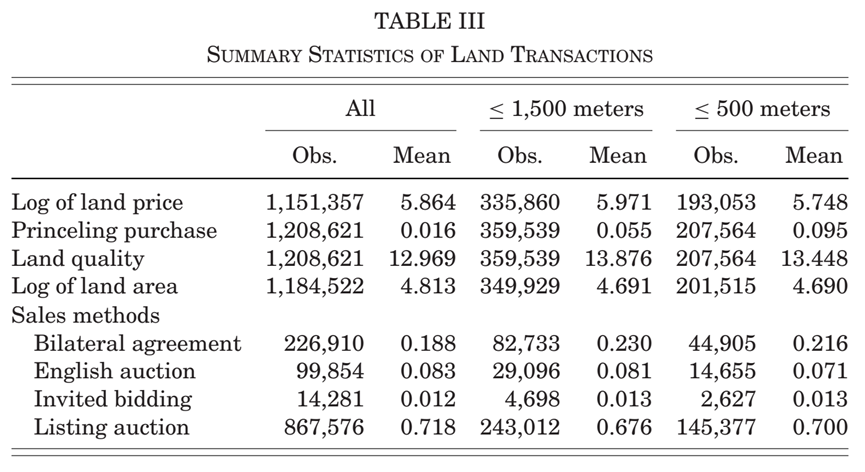 TABLE III
SUMMARY STATISTICS OF LAND TRANSACTIONS
All ≤ 1,500 meters ≤ 500 meters
Obs. Mean Obs. Mean Obs. Mean
Log of land price 1,151,357 5.864 335,860 5.971 193,053 5.748
Princeling purchase 1,208,621 0.016 359,539 0.055 207,564 0.095
Land quality 1,208,621 12.969 359,539 13.876 207,564 13.448
Log of land area 1,184,522 4.813 349,929 4.691 201,515 4.690
Sales methods
Bilateral agreement 226,910 0.188 82,733 0.230 44,905 0.216
English auction 99,854 0.083 29,096 0.081 14,655 0.071
Invited bidding 14,281 0.012 4,698 0.013 2,627 0.013
Listing auction 867,576 0.718 243,012 0.676 145,377 0.700